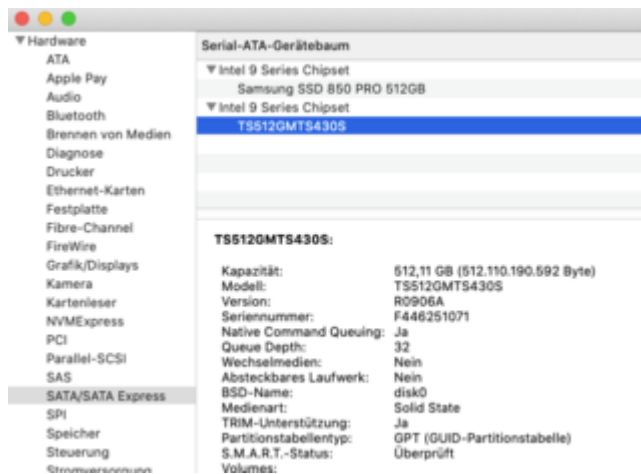 Hardware
ATA
Apple Pay
Audio
Bluetooth
Brennen von Medien
Diagnose
Drucker
Ethernet-Karten
Festplatte
Fibre-Channel
FireWire
Grafik/Displays
Kamera
Kartenleser
NVMExpress
PCI
Parallel-SCSI
SAS
SATA/SATA Express
SPI
Speicher
Steuerung
Stromversorgung
Serial-ATA-Gerätebaum
Intel 9 Series Chipset
Samsung SSD 850 PRO 512GB
Intel 9 Series Chipset
TS512GMTS430S
TS512GMTS430S:
Kapazität: 512,11 GB (512.110.190.592 Byte)
Modell: TS512GMTS430S
Version: R0906A
Seriennummer: F446251071
Native Command Queuing: Ja
Queue Depth: 32
Wechselmedien: Nein
Absteckbares Laufwerk: Nein
BSD-Name: disk0
Medienart: Solid State
TRIM-Unterstützung: Ja
Partitionstabellentyp: GPT (GUID-Partitionstabelle)
S.M.A.R.T.-Status: Überprüft
Volumes: